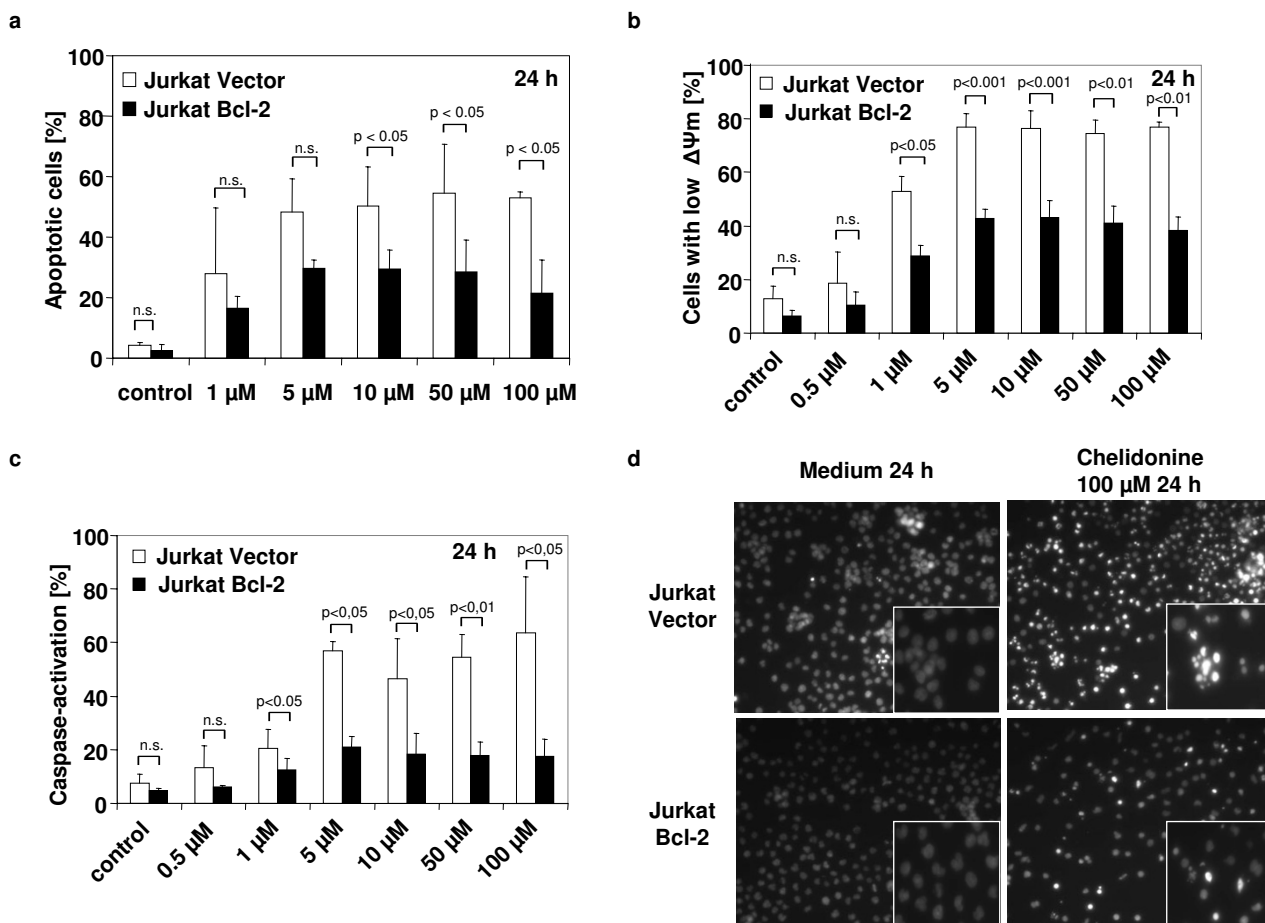 a
Apoptotic cells [%]
100
80
60
40
20
0
Jurkat Vector
Jurkat Bcl-2
24 h
n.s.
n.s.
n.s.
p < 0.05
p < 0.05
p < 0.05
control 1 µM 5 µM 10 µM 50 µM 100 µM
b
Cells with low ΔΨm [%]
100
80
60
40
20
0
Jurkat Vector
Jurkat Bcl-2
24 h
n.s.
n.s.
p<0.05
p<0.001
p<0.001
p<0.01
p<0.01
control 0.5 µM 1 µM 5 µM 10 µM 50 µM 100 µM
c
Caspase-activation [%]
100
80
60
40
20
0
Jurkat Vector
Jurkat Bcl-2
24 h
n.s.
n.s.
p<0.05
p<0,05
p<0,05
p<0,01
p<0,05
control 0.5 µM 1 µM 5 µM 10 µM 50 µM 100 µM
d
Medium 24 h
Chelidonine
100 µM 24 h
Jurkat
Vector
Jurkat
Bcl-2